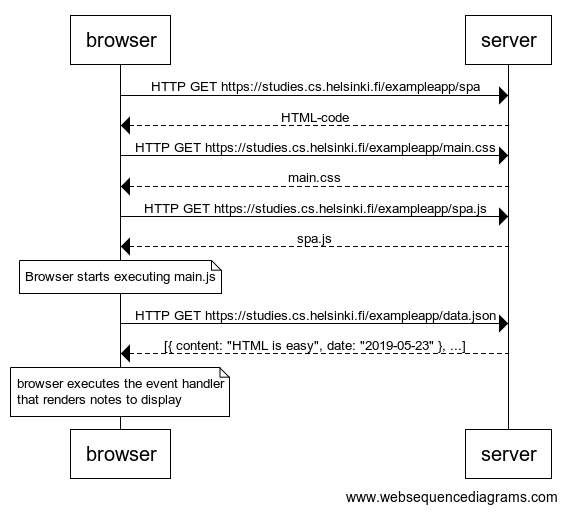 browser
server
HTTP GET https://studies.cs.helsinki.fi/exampleapp/spa
HTML-code
HTTP GET https://studies.cs.helsinki.fi/exampleapp/main.css
main.css
HTTP GET https://studies.cs.helsinki.fi/exampleapp/spa.js
spa.js
Browser starts executing main.js
HTTP GET https://studies.cs.helsinki.fi/exampleapp/data.json
[{ content: "HTML is easy", date: "2019-05-23" }, ...]
browser executes the event handler
that renders notes to display
browser
server
www.websequencediagrams.com